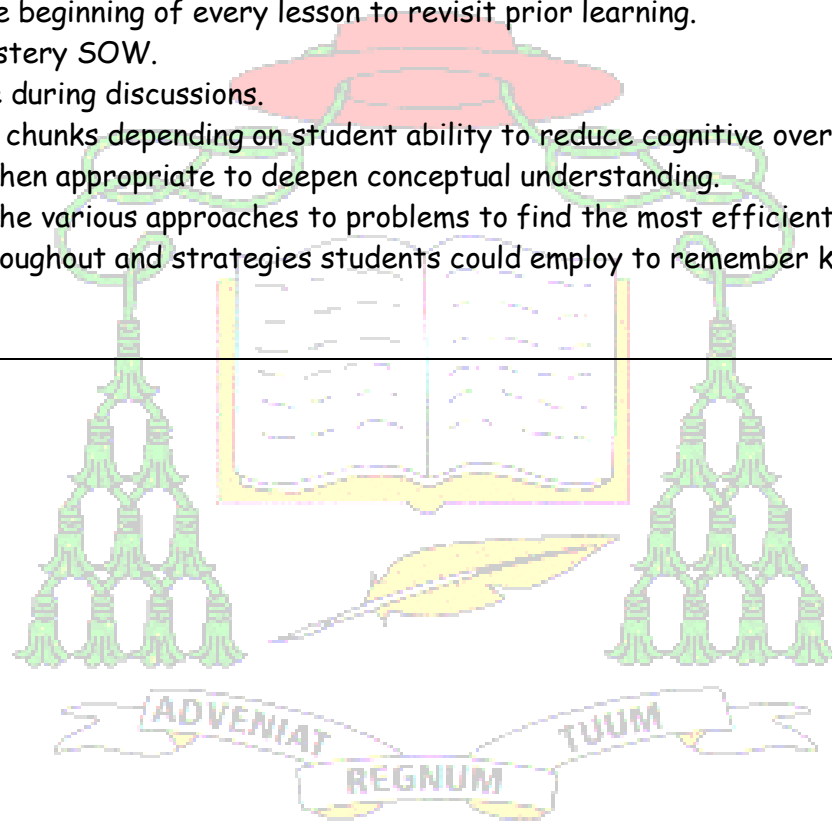 e beginning of every lesson to revisit prior learning.
stery SOW.
e during discussions.
chunks depending on student ability to reduce cognitive over
hen appropriate to deepen conceptual understanding.
he various approaches to problems to find the most efficient
oughout and strategies students could employ to remember k
ADVENIAT
REGNUM
TUUM